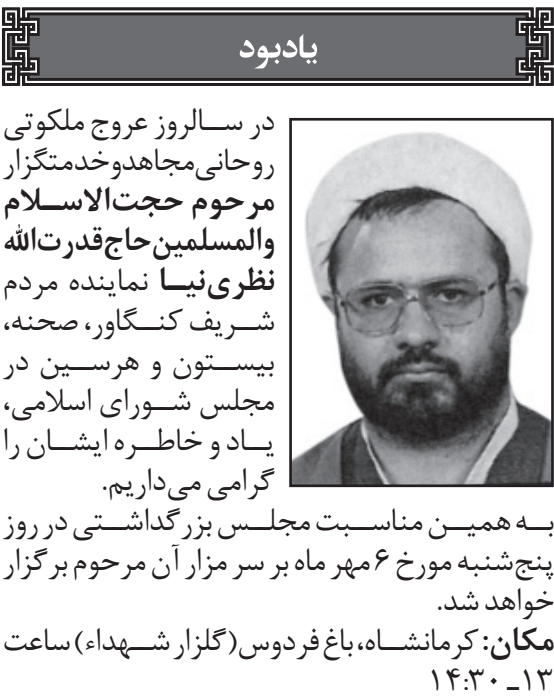 یادبود
در سالروز عروج ملکوتی
روحانی‌مجاهدوخدمتگزار
مرحوم حجت‌الاسلام
والمسلمین‌حاج‌قدرت‌الله
نظری‌نیا نماینده مردم
شریف کنگاور، صحنه،
بیستون و هرسین در
مجلس شورای اسلامی،
یاد و خاطره ایشان را
گرامی می‌داریم.
به همین مناسبت مجلس بزرگداشتی در روز
پنج‌شنبه مورخ ۶ مهر ماه بر سر مزار آن مرحوم برگزار
خواهد شد.
مکان: کرمانشاه، باغ فردوس(گلزار شهداء) ساعت
۱۳ـ ۱۴:۳۰